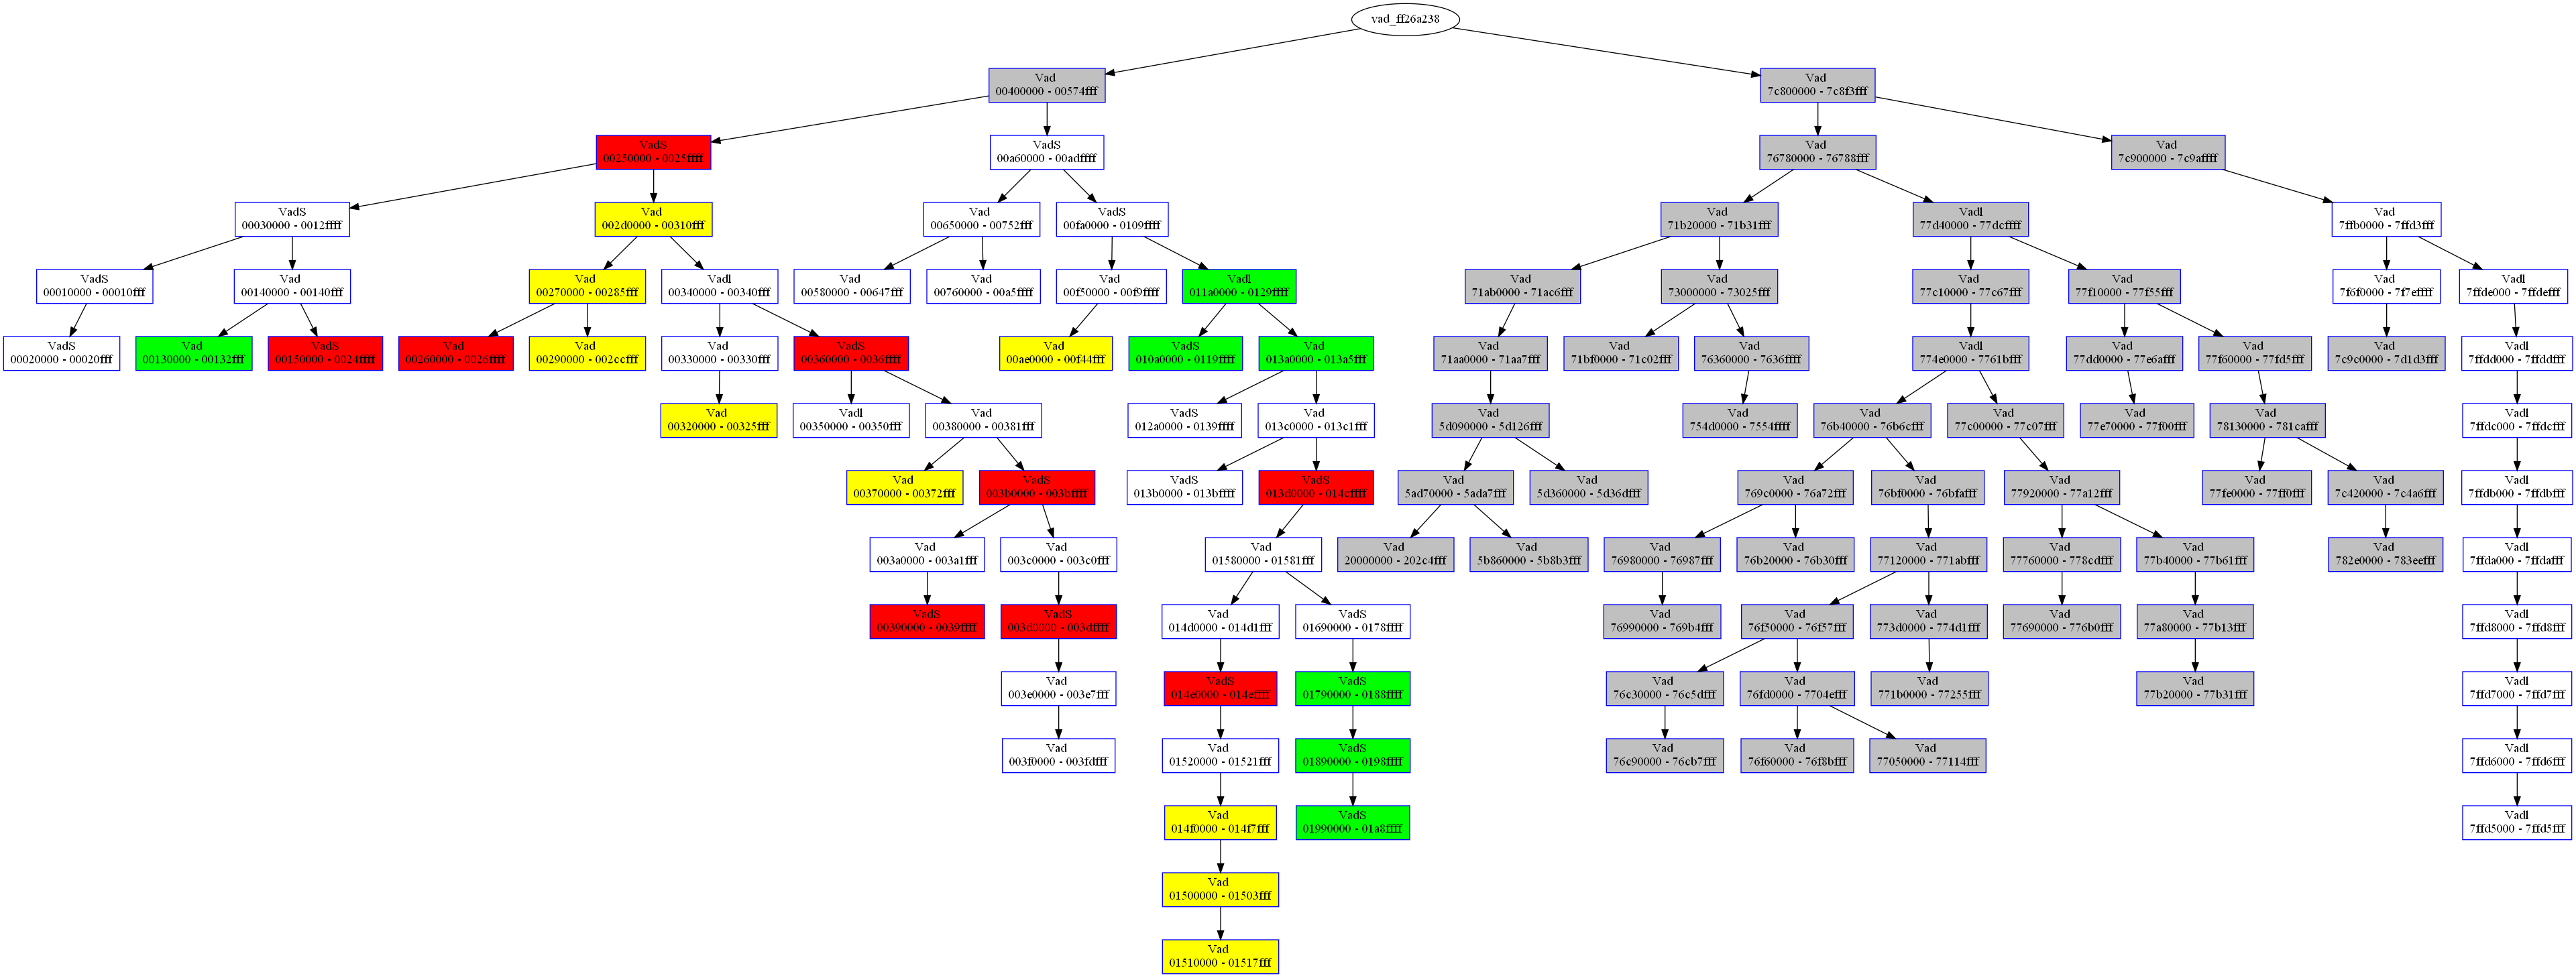 vad_ff26a238
Vad
00400000 - 00574fff
Vad
7c800000 - 7c8f3fff
VadS
00250000 - 0025ffff
VadS
00a60000 - 00adffff
Vad
76780000 - 76788fff
Vad
7c900000 - 7c9affff
VadS
00030000 - 0012ffff
Vad
002d0000 - 00310fff
Vad
00650000 - 00752fff
VadS
00fa0000 - 0109ffff
Vad
71b20000 - 71b31fff
Vadl
77d40000 - 77dcffff
Vad
7ffb0000 - 7ffd3fff
VadS
00010000 - 00010fff
Vad
00140000 - 00140fff
Vad
00270000 - 00285fff
Vadl
00340000 - 00340fff
Vad
00580000 - 00647fff
Vad
00760000 - 00a5ffff
Vad
00f50000 - 00f9ffff
Vadl
011a0000 - 0129ffff
Vad
71ab0000 - 71ac6fff
Vad
73000000 - 73025fff
Vad
77c10000 - 77c67fff
Vad
77f10000 - 77f55fff
Vad
7f6f0000 - 7f7effff
Vadl
7ffde000 - 7ffdefff
VadS
00020000 - 00020fff
Vad
00130000 - 00132fff
VadS
00150000 - 0024ffff
Vad
00260000 - 0026ffff
Vad
00290000 - 002ccfff
Vad
00330000 - 00330fff
VadS
00360000 - 0036ffff
Vad
00ae0000 - 00f44fff
VadS
010a0000 - 0119ffff
Vad
013a0000 - 013a5fff
Vad
71aa0000 - 71aa7fff
Vad
71bf0000 - 71c02fff
Vad
76360000 - 7636ffff
Vadl
774e0000 - 7761bfff
Vad
77dd0000 - 77e6afff
Vad
77f60000 - 77fd5fff
Vad
7c9c0000 - 7d1d3fff
Vadl
7ffdd000 - 7ffddfff
Vad
00320000 - 00325fff
Vadl
00350000 - 00350fff
Vad
00380000 - 00381fff
VadS
012a0000 - 0139ffff
Vad
013c0000 - 013c1fff
Vad
5d090000 - 5d126fff
Vad
754d0000 - 7554ffff
Vad
76b40000 - 76b6cfff
Vad
77c00000 - 77c07fff
Vad
77e70000 - 77f00fff
Vad
78130000 - 781cafff
Vadl
7ffdc000 - 7ffdcfff
Vad
00370000 - 00372fff
VadS
003b0000 - 003bffff
VadS
013b0000 - 013bffff
VadS
013d0000 - 014cffff
Vad
5ad70000 - 5ada7fff
Vad
5d360000 - 5d36dfff
Vad
769c0000 - 76a72fff
Vad
76bf0000 - 76bfafff
Vad
77920000 - 77a12fff
Vad
77fe0000 - 77ff0fff
Vad
7c420000 - 7c4a6fff
Vadl
7ffdb000 - 7ffdbfff
Vad
003a0000 - 003a1fff
Vad
003c0000 - 003c0fff
Vad
01580000 - 01581fff
Vad
20000000 - 202c4fff
Vad
5b860000 - 5b8b3fff
Vad
76980000 - 76987fff
Vad
76b20000 - 76b30fff
Vad
77120000 - 771abfff
Vad
77760000 - 778cdfff
Vad
77b40000 - 77b61fff
Vad
782e0000 - 783eefff
Vadl
7ffda000 - 7ffdafff
VadS
00390000 - 0039ffff
VadS
003d0000 - 003dffff
Vad
014d0000 - 014d1fff
VadS
01690000 - 0178ffff
Vad
76990000 - 769b4fff
Vad
76f50000 - 76f57fff
Vad
773d0000 - 774d1fff
Vad
77690000 - 776b0fff
Vad
77a80000 - 77b13fff
Vadl
7ffd8000 - 7ffd8fff
Vad
003e0000 - 003e7fff
VadS
014e0000 - 014effff
VadS
01790000 - 0188ffff
Vad
76c30000 - 76c5dfff
Vad
76fd0000 - 7704efff
Vad
771b0000 - 77255fff
Vad
77b20000 - 77b31fff
Vadl
7ffd7000 - 7ffd7fff
Vad
003f0000 - 003fdfff
Vad
01520000 - 01521fff
VadS
01890000 - 0198ffff
Vad
76c90000 - 76cb7fff
Vad
76f60000 - 76f8bfff
Vad
77050000 - 77114fff
Vadl
7ffd6000 - 7ffd6fff
Vad
014f0000 - 014f7fff
VadS
01990000 - 01a8ffff
Vadl
7ffd5000 - 7ffd5fff
Vad
01500000 - 01503fff
Vad
01510000 - 01517fff